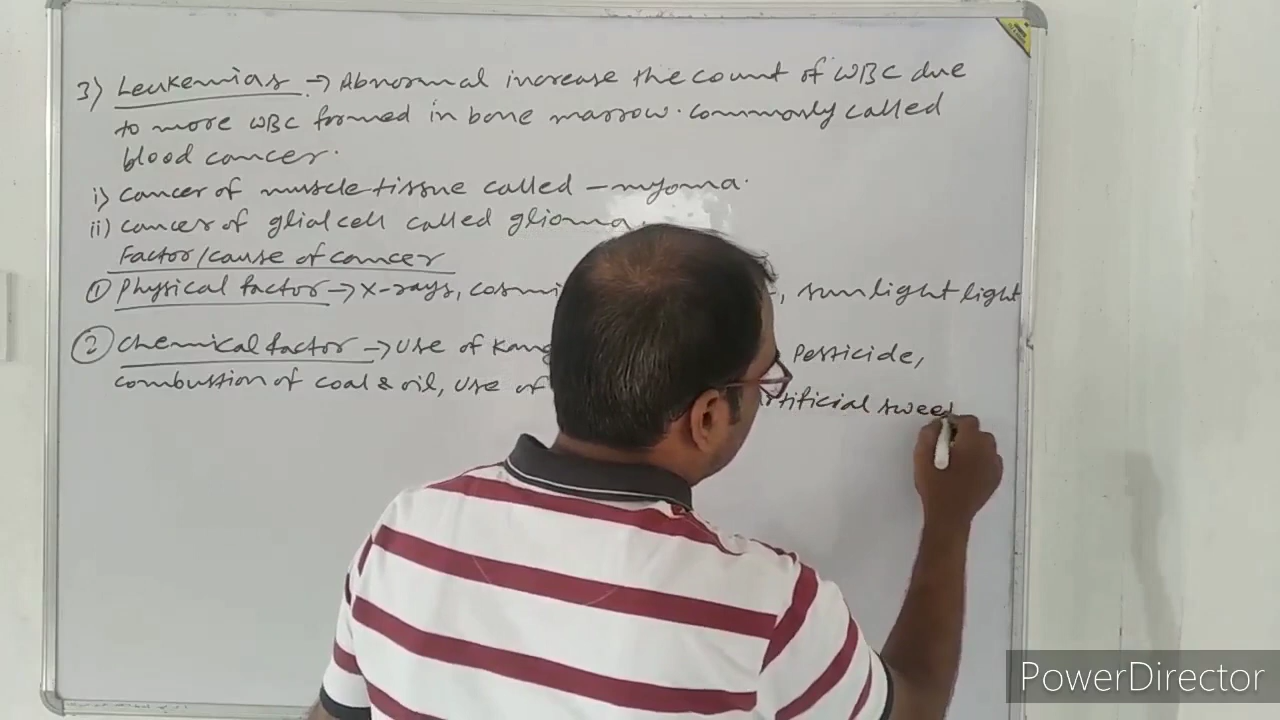 3) Leukemias → Abnormal increase the count of WBC due
to more WBC formed in bone marrow. Commonly called
blood cancer.
i) cancer of muscle tissue called – myoma.
ii) cancer of glial cell called glioma.
Factor/cause of cancer
① Physical factor → X-rays, cosmi , sunlight light
② Chemical factor → Use of Kang Pesticide,
combustion of coal & oil, Use of rtificial sweet
PowerDirector